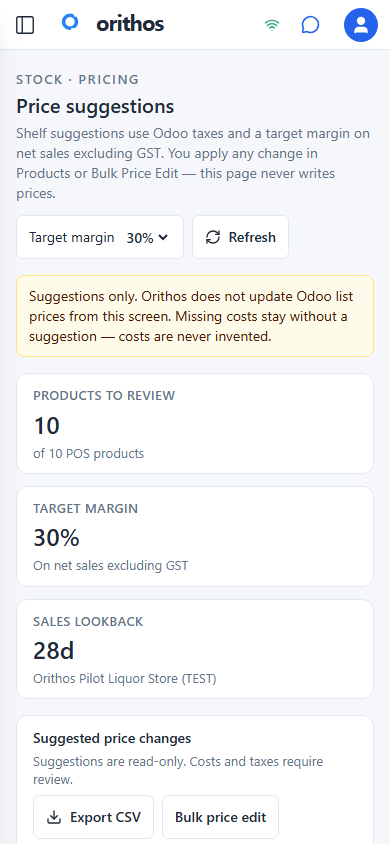 orithos
STOCK · PRICING
Price suggestions
Shelf suggestions use Odoo taxes and a target margin on
net sales excluding GST. You apply any change in
Products or Bulk Price Edit — this page never writes
prices.
Target margin 30%
Refresh
Suggestions only. Orithos does not update Odoo list
prices from this screen. Missing costs stay without a
suggestion — costs are never invented.
PRODUCTS TO REVIEW
10
of 10 POS products
TARGET MARGIN
30%
On net sales excluding GST
SALES LOOKBACK
28d
Orithos Pilot Liquor Store (TEST)
Suggested price changes
Suggestions are read-only. Costs and taxes require
review.
Export CSV
Bulk price edit